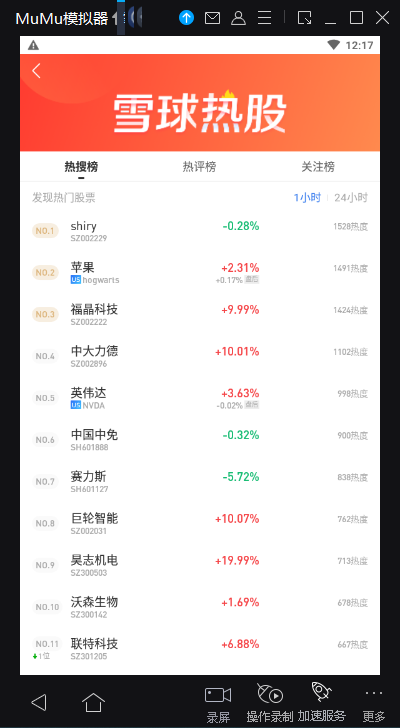 MuMu模拟器
12:17
雪球热股
热搜榜 热评榜 关注榜
发现热门股票 1小时 24小时
NO.1 shiry -0.28% 1528热度
SZ002229
NO.2 苹果 +2.31% 1491热度
US hogwaris +0.17% 盘后
NO.3 福晶科技 +9.99% 1424热度
SZ002222
NO.4 中大力德 +10.01% 1102热度
SZ002896
NO.5 英伟达 +3.63% 998热度
US NVDA -0.02% 盘后
NO.6 中国中免 -0.32% 900热度
SH601888
NO.7 赛力斯 -5.72% 838热度
SH601127
NO.8 巨轮智能 +10.07% 762热度
SZ002031
NO.9 昊志机电 +19.99% 713热度
SZ300503
NO.10 沃森生物 +1.69% 678热度
SZ300142
NO.11 联特科技 +6.88% 667热度
1位 SZ301205
录屏 操作录制 加速服务 更多